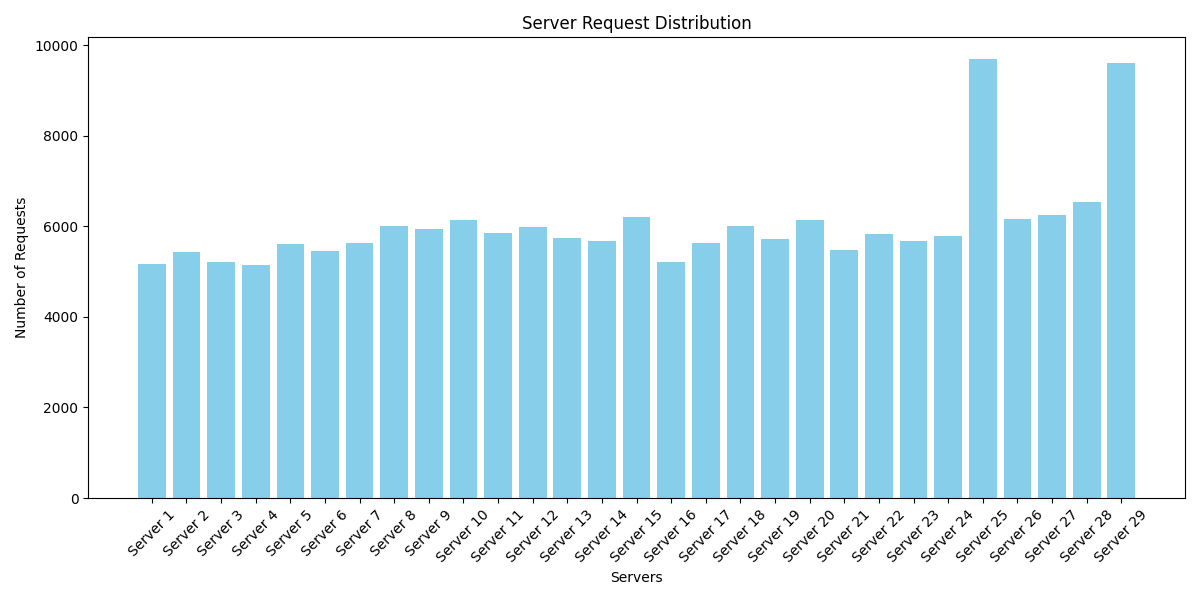 Server Request Distribution
Number of Requests
10000
8000
6000
4000
2000
0
Server 1
Server 2
Server 3
Server 4
Server 5
Server 6
Server 7
Server 8
Server 9
Server 10
Server 11
Server 12
Server 13
Server 14
Server 15
Server 16
Server 17
Server 18
Server 19
Server 20
Server 21
Server 22
Server 23
Server 24
Server 25
Server 26
Server 27
Server 28
Server 29
Servers